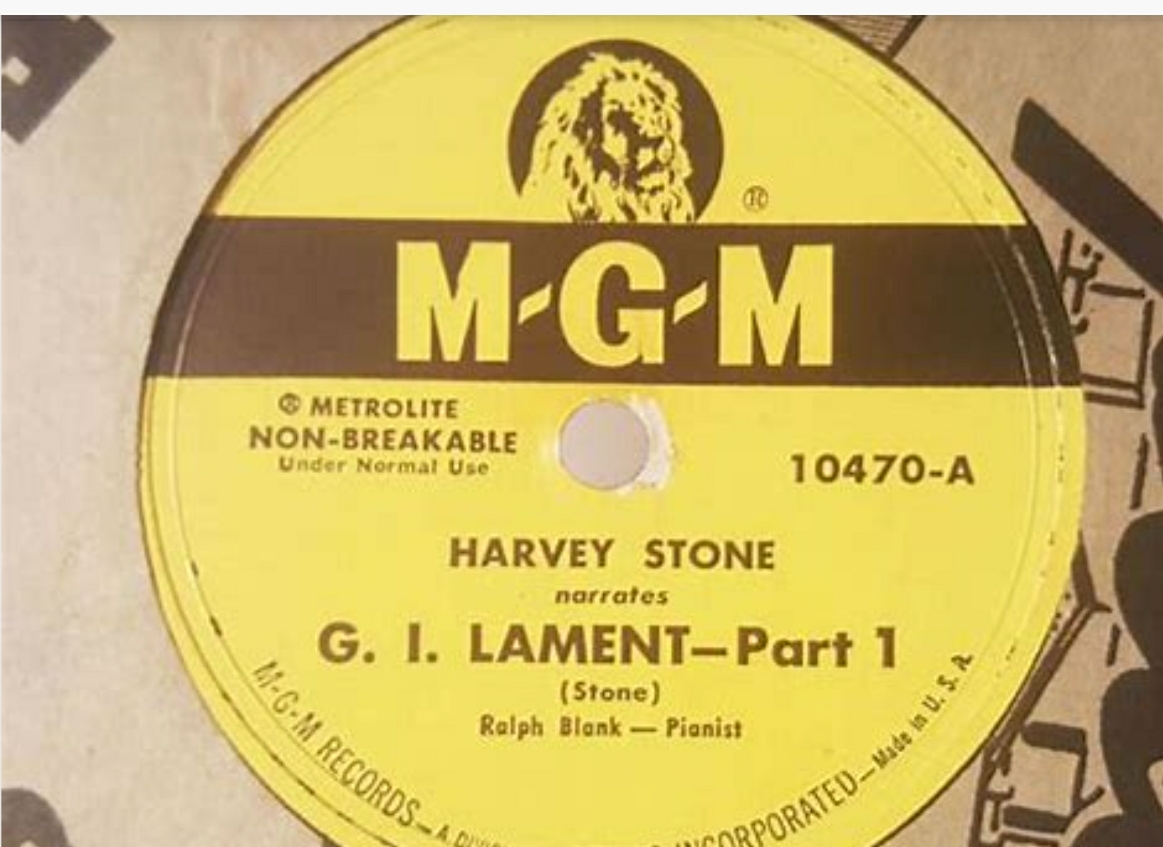 ®
M-G-M
® METROLITE
NON-BREAKABLE
Under Normal Use
10470-A
HARVEY STONE
narrates
G. I. LAMENT—Part 1
(Stone)
Ralph Blank — Pianist
M-G-M RECORDS—A INCORPORATED—Made in U. S. A.